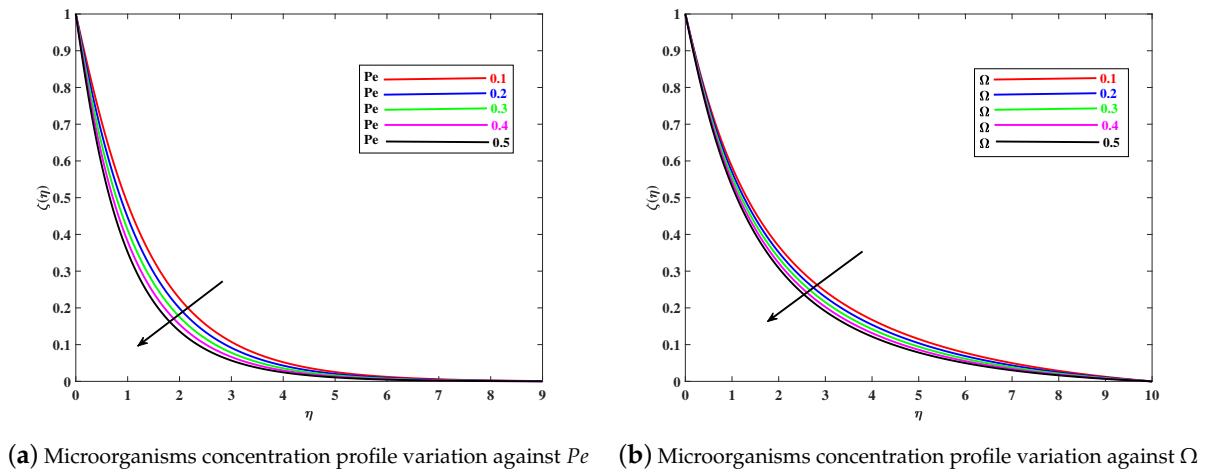 1
0.9
0.8
0.7
0.6
0.5
0.4
0.3
0.2
0.1
0
ζ(η)
0 1 2 3 4 5 6 7 8 9
η
Pe 0.1
Pe 0.2
Pe 0.3
Pe 0.4
Pe 0.5
(a) Microorganisms concentration profile variation against Pe
1
0.9
0.8
0.7
0.6
0.5
0.4
0.3
0.2
0.1
0
ζ(η)
0 1 2 3 4 5 6 7 8 9 10
η
Ω 0.1
Ω 0.2
Ω 0.3
Ω 0.4
Ω 0.5
(b) Microorganisms concentration profile variation against Ω